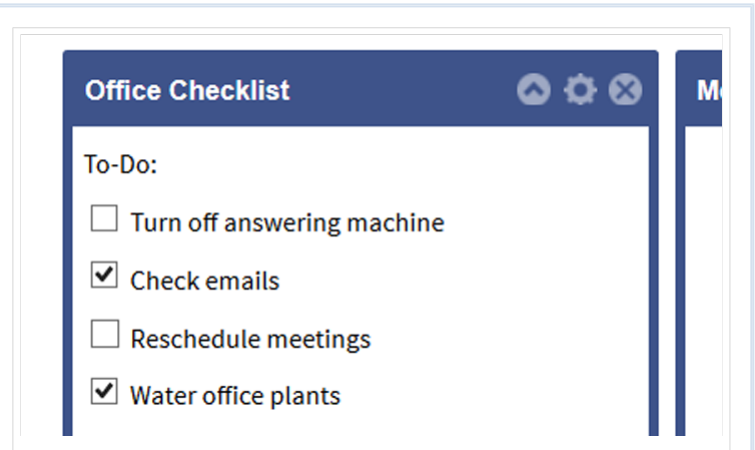 Office Checklist
To-Do:
Turn off answering machine
Check emails
Reschedule meetings
Water office plants